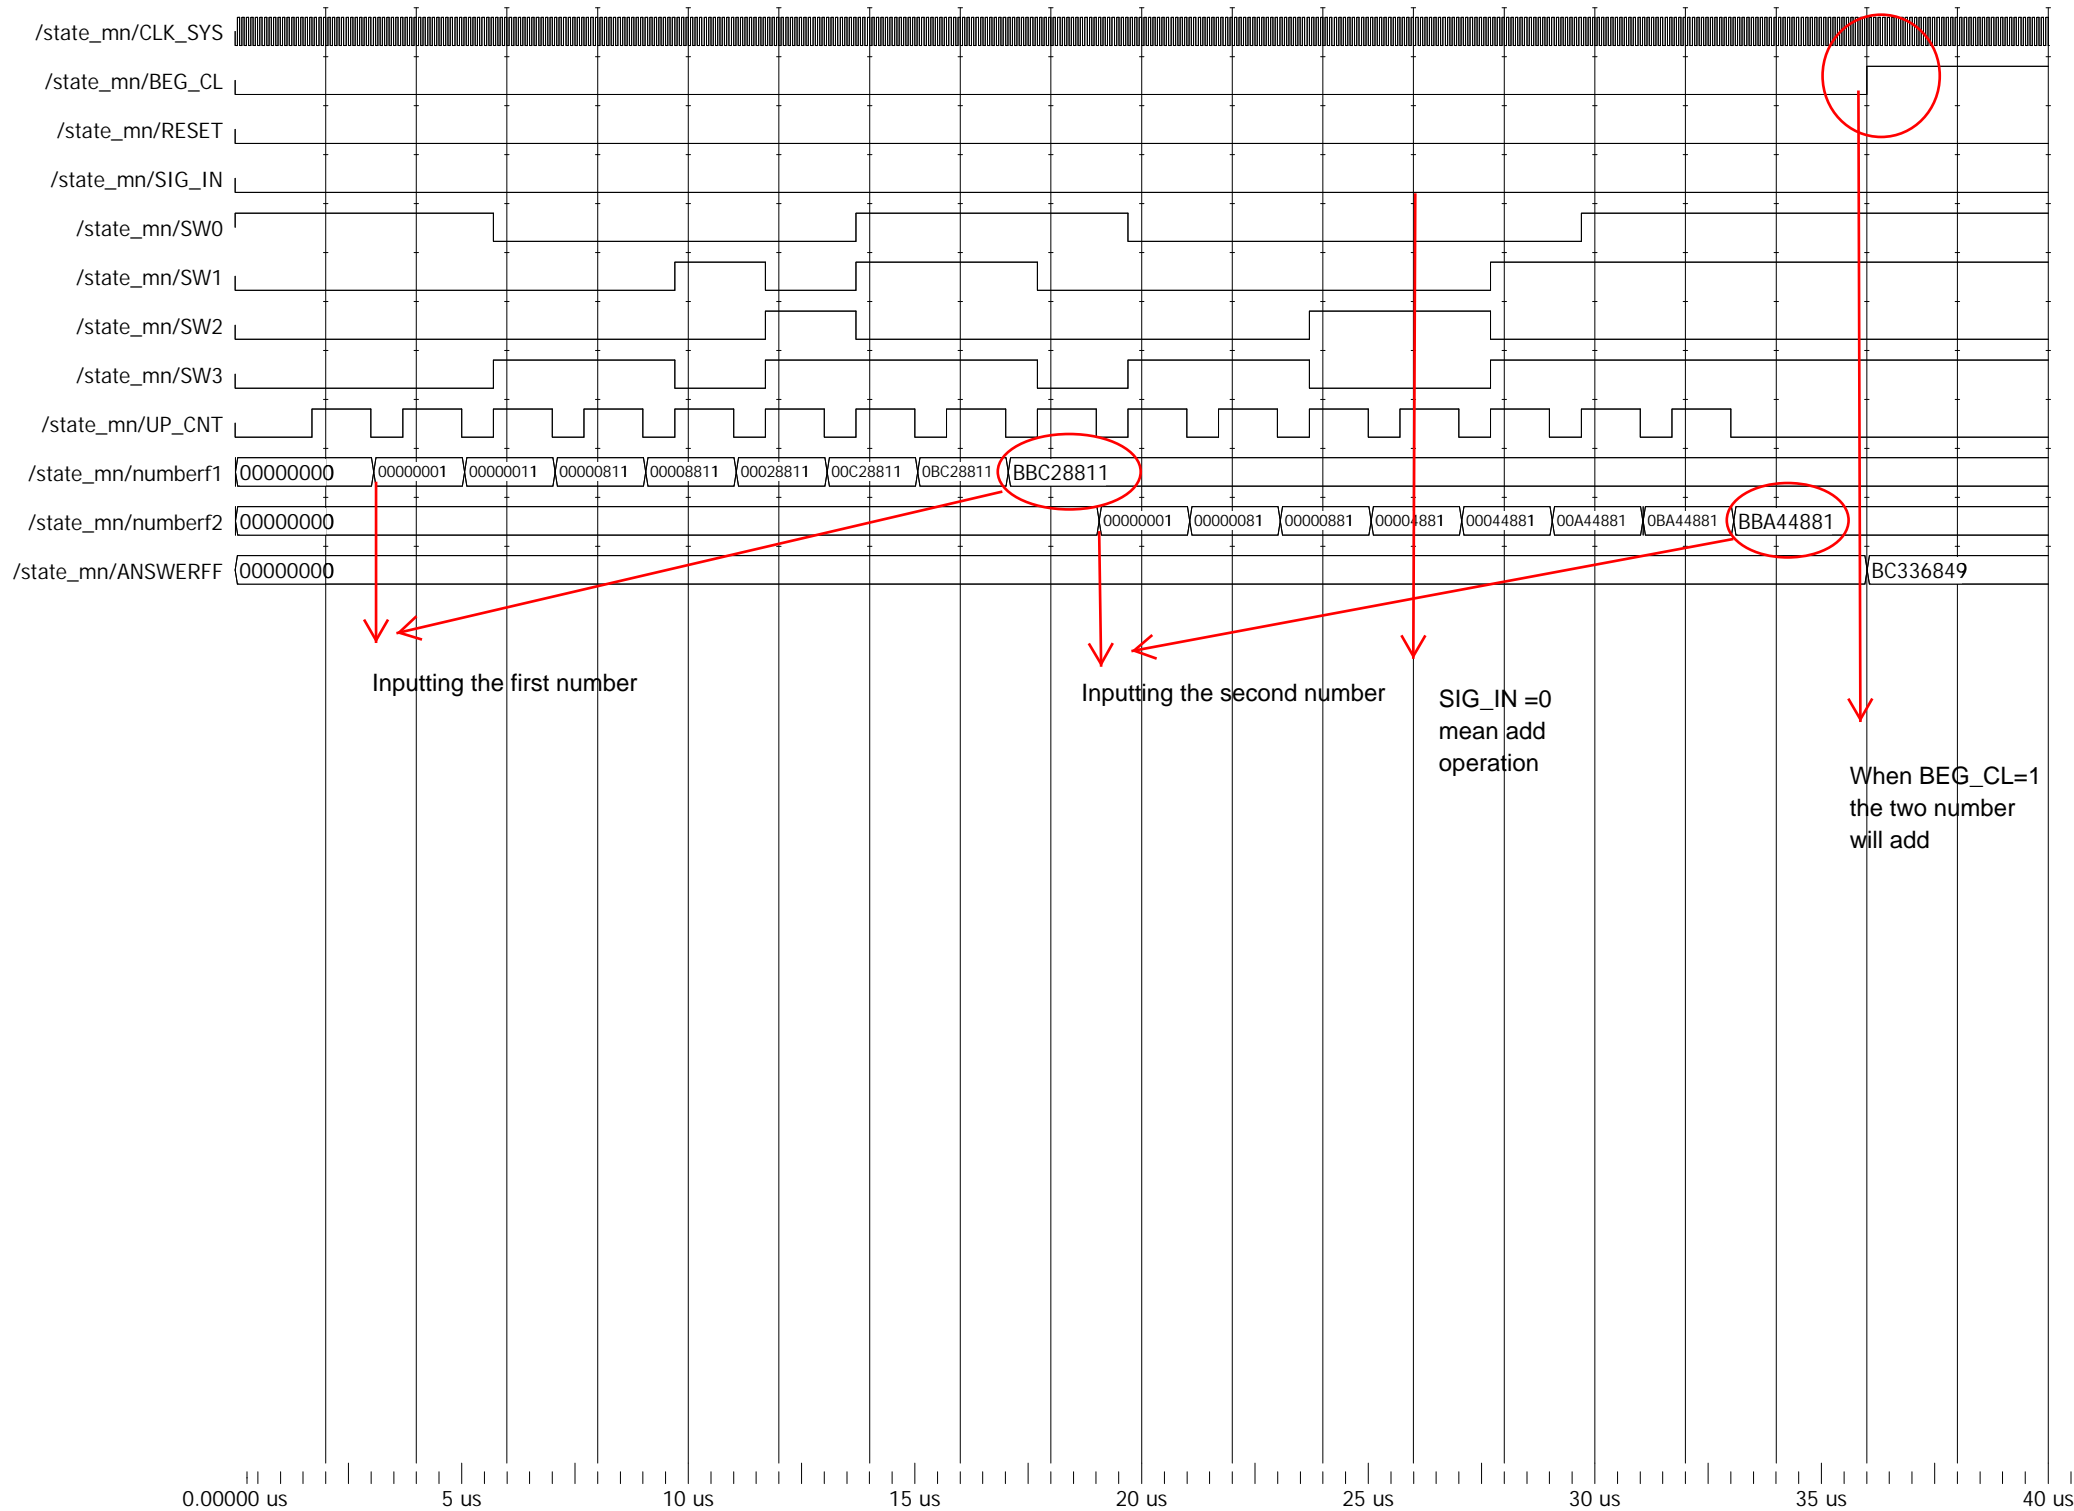 /state_mn/CLK_SYS
/state_mn/BEG_CL
/state_mn/RESET
/state_mn/SIG_IN
/state_mn/SW0
/state_mn/SW1
/state_mn/SW2
/state_mn/SW3
/state_mn/UP_CNT
/state_mn/numberf1 00000000 00000001 00000011 00000811 00008811 00028811 00C28811 0BC28811 BBC28811
/state_mn/numberf2 00000000 00000001 00000081 00000881 00004881 00044881 00A44881 0BA44881 BBA44881
/state_mn/ANSWERFF 00000000 BC336849
Inputting the first number
Inputting the second number
SIG_IN =0
mean add
operation
When BEG_CL=1
the two number
will add
0.00000 us 5 us 10 us 15 us 20 us 25 us 30 us 35 us 40 us